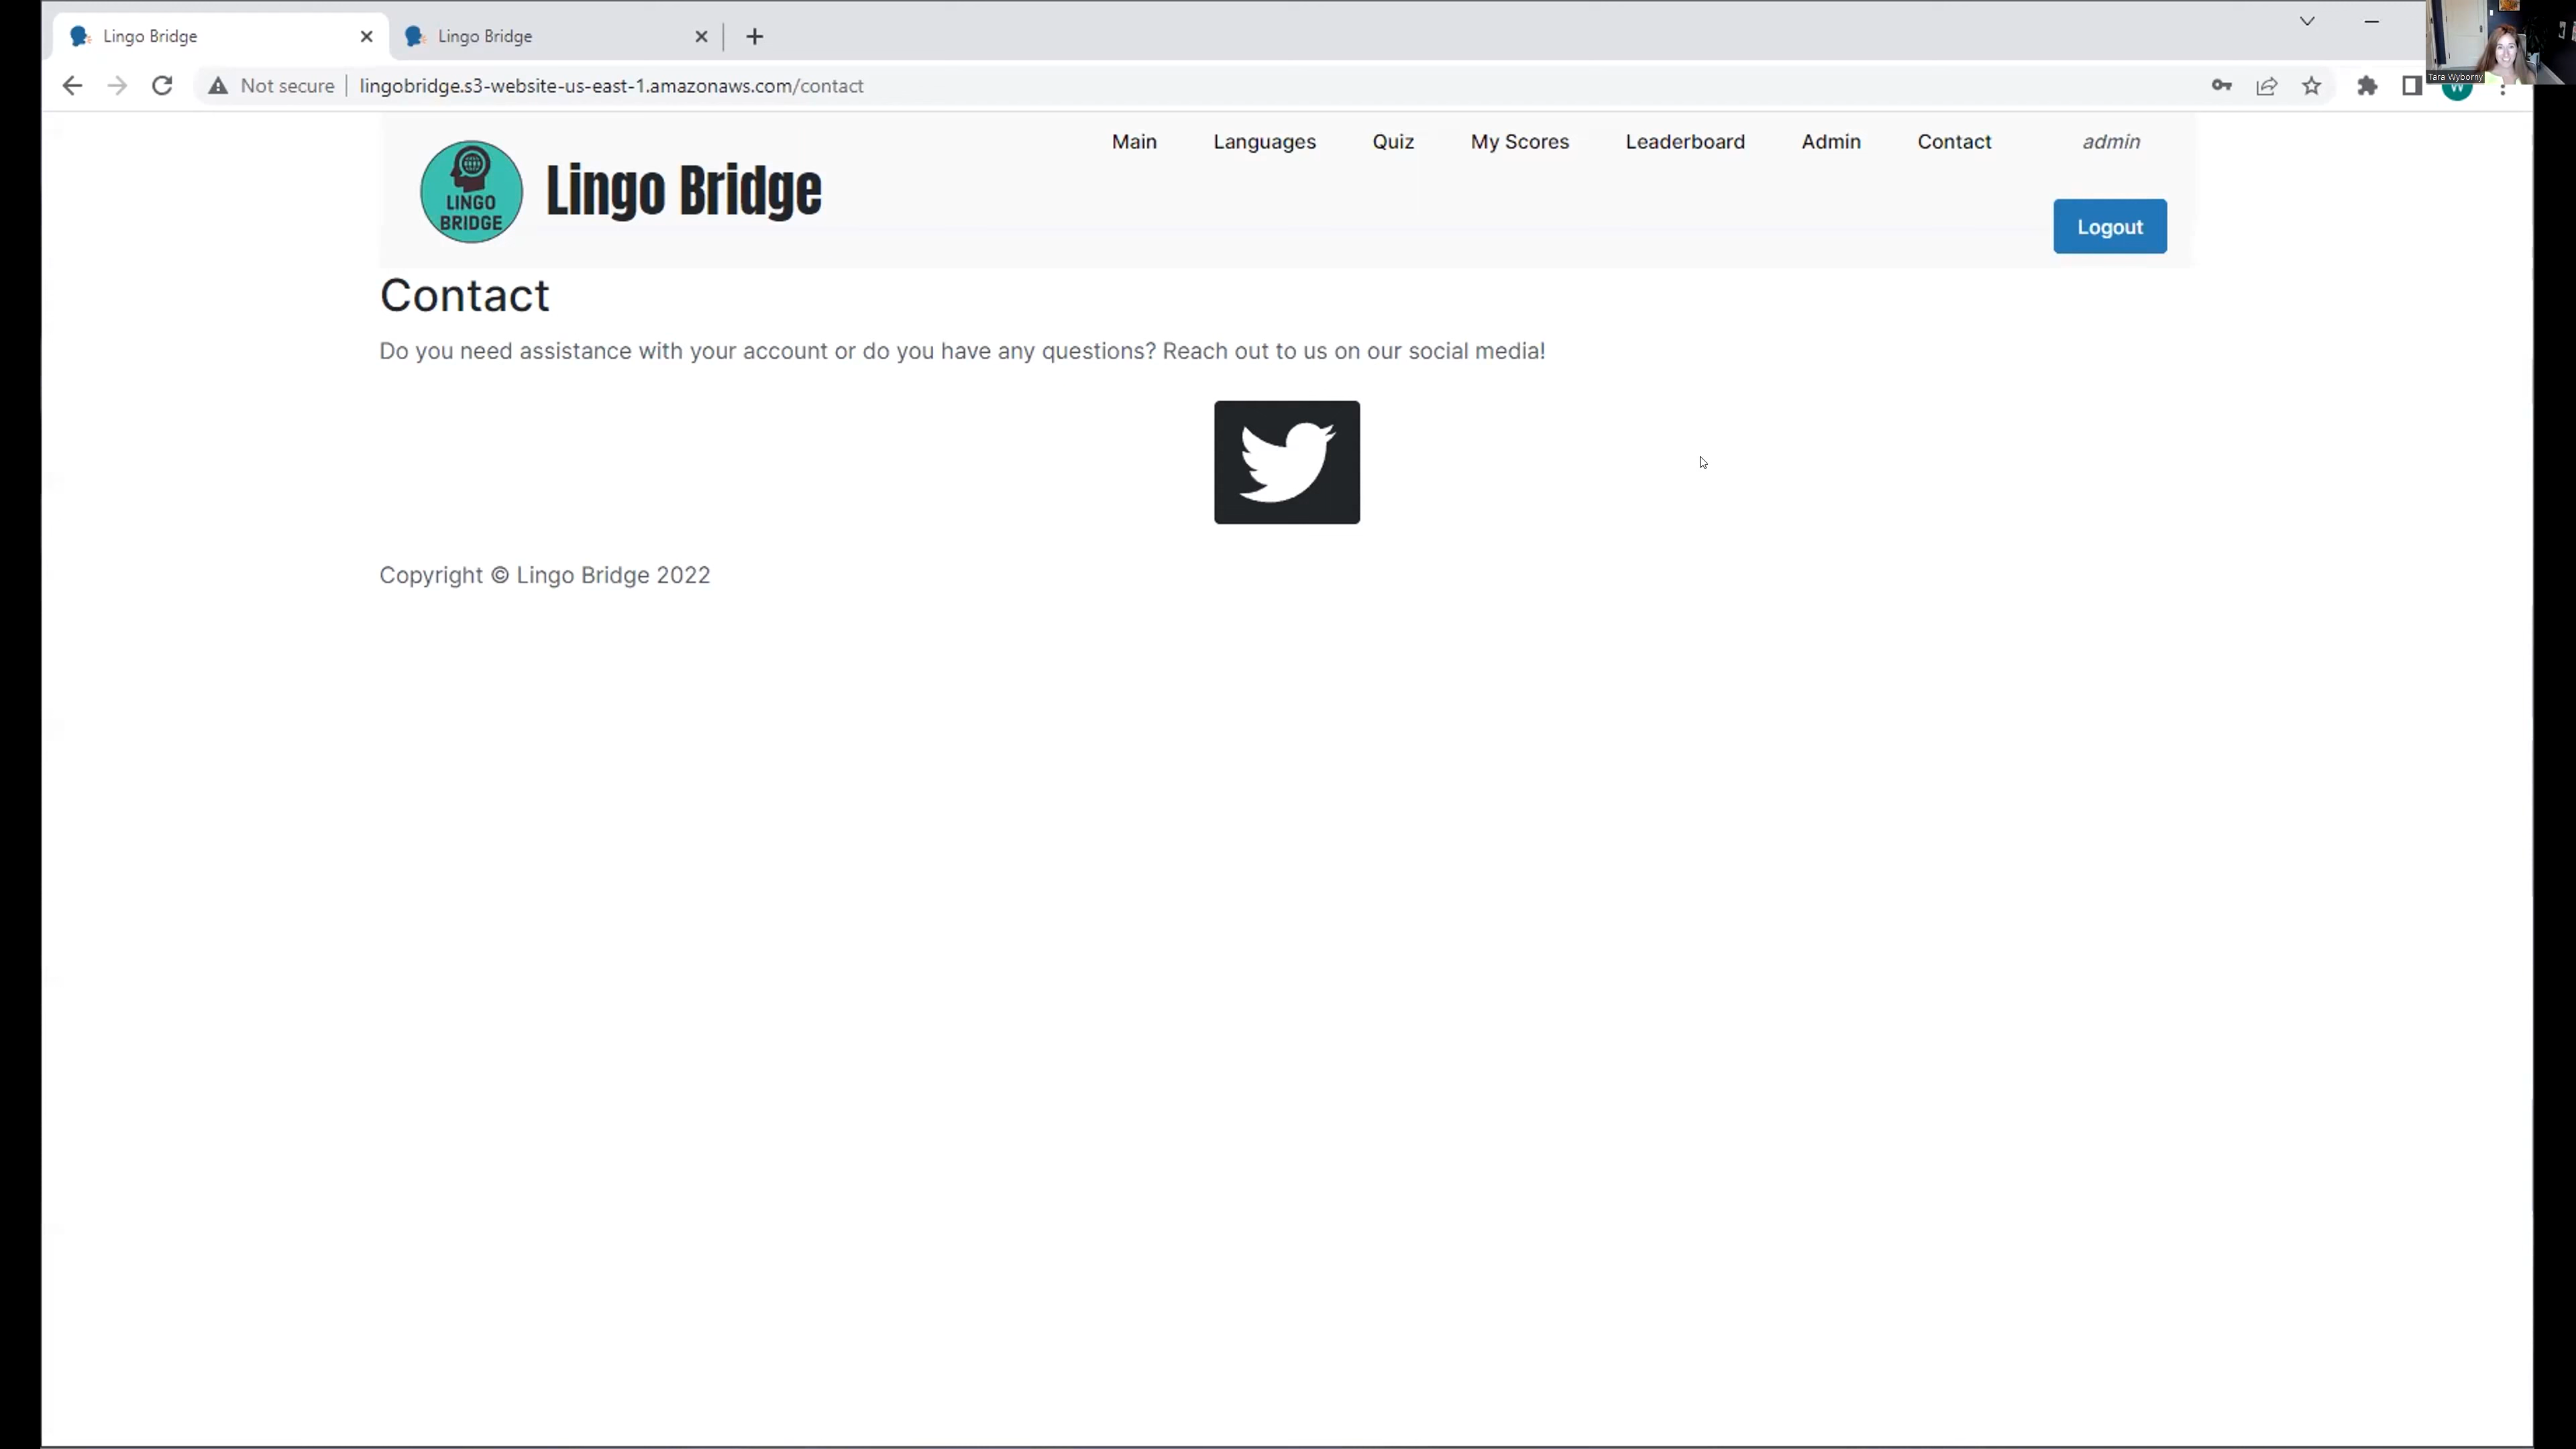 Lingo Bridge
Lingo Bridge
Tara Wyborny
Not secure
lingobridge.s3-website-us-east-1.amazonaws.com/contact
W
Main Languages Quiz My Scores Leaderboard Admin Contact admin
LINGO
BRIDGE
Lingo Bridge
Logout
Contact
Do you need assistance with your account or do you have any questions? Reach out to us on our social media!
Copyright © Lingo Bridge 2022